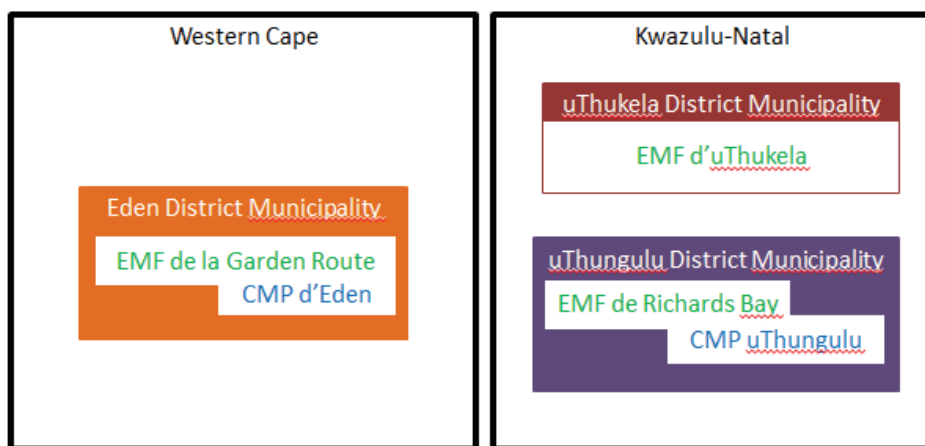 Western Cape
Eden District Municipality
EMF de la Garden Route
CMP d'Eden
Kwazulu-Natal
uThukela District Municipality
EMF d'uThukela
uThungulu District Municipality
EMF de Richards Bay
CMP uThungulu